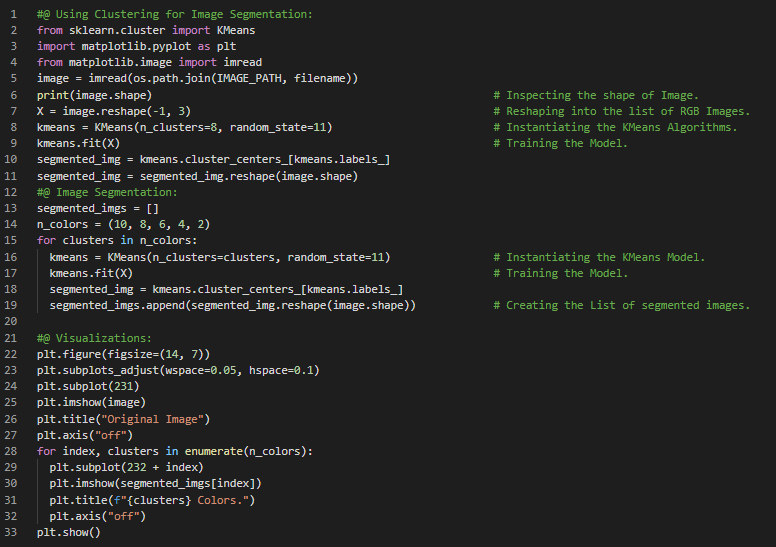 1 #@ Using Clustering for Image Segmentation:
2 from sklearn.cluster import KMeans
3 import matplotlib.pyplot as plt
4 from matplotlib.image import imread
5 image = imread(os.path.join(IMAGE_PATH, filename))
6 print(image.shape) # Inspecting the shape of Image.
7 X = image.reshape(-1, 3) # Reshaping into the list of RGB Images.
8 kmeans = KMeans(n_clusters=8, random_state=11) # Instantiating the KMeans Algorithms.
9 kmeans.fit(X) # Training the Model.
10 segmented_img = kmeans.cluster_centers_[kmeans.labels_]
11 segmented_img = segmented_img.reshape(image.shape)
12 #@ Image Segmentation:
13 segmented_imgs = []
14 n_colors = (10, 8, 6, 4, 2)
15 for clusters in n_colors:
16 kmeans = KMeans(n_clusters=clusters, random_state=11) # Instantiating the KMeans Model.
17 kmeans.fit(X) # Training the Model.
18 segmented_img = kmeans.cluster_centers_[kmeans.labels_]
19 segmented_imgs.append(segmented_img.reshape(image.shape)) # Creating the List of segmented images.
20
21 #@ Visualizations:
22 plt.figure(figsize=(14, 7))
23 plt.subplots_adjust(wspace=0.05, hspace=0.1)
24 plt.subplot(231)
25 plt.imshow(image)
26 plt.title("Original Image")
27 plt.axis("off")
28 for index, clusters in enumerate(n_colors):
29 plt.subplot(232 + index)
30 plt.imshow(segmented_imgs[index])
31 plt.title(f"{clusters} Colors.")
32 plt.axis("off")
33 plt.show()